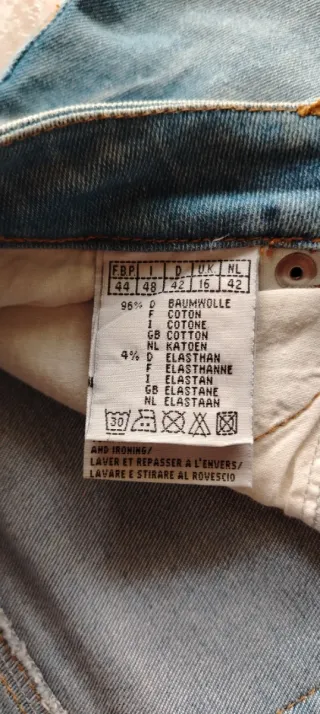 F.B.P I D U.K NL
44 48 42 16 42
96% D BAUMWOLLE
F COTON
I COTONE
GB COTTON
NL KATOEN
4% D ELASTHAN
F ELASTHANNE
I ELASTAN
GB ELASTANE
NL ELASTAAN
30
AND IRONING/
LAVER ET REPASSER A L'ENVERS/
LAVARE E STIRARE AL ROVESCIO